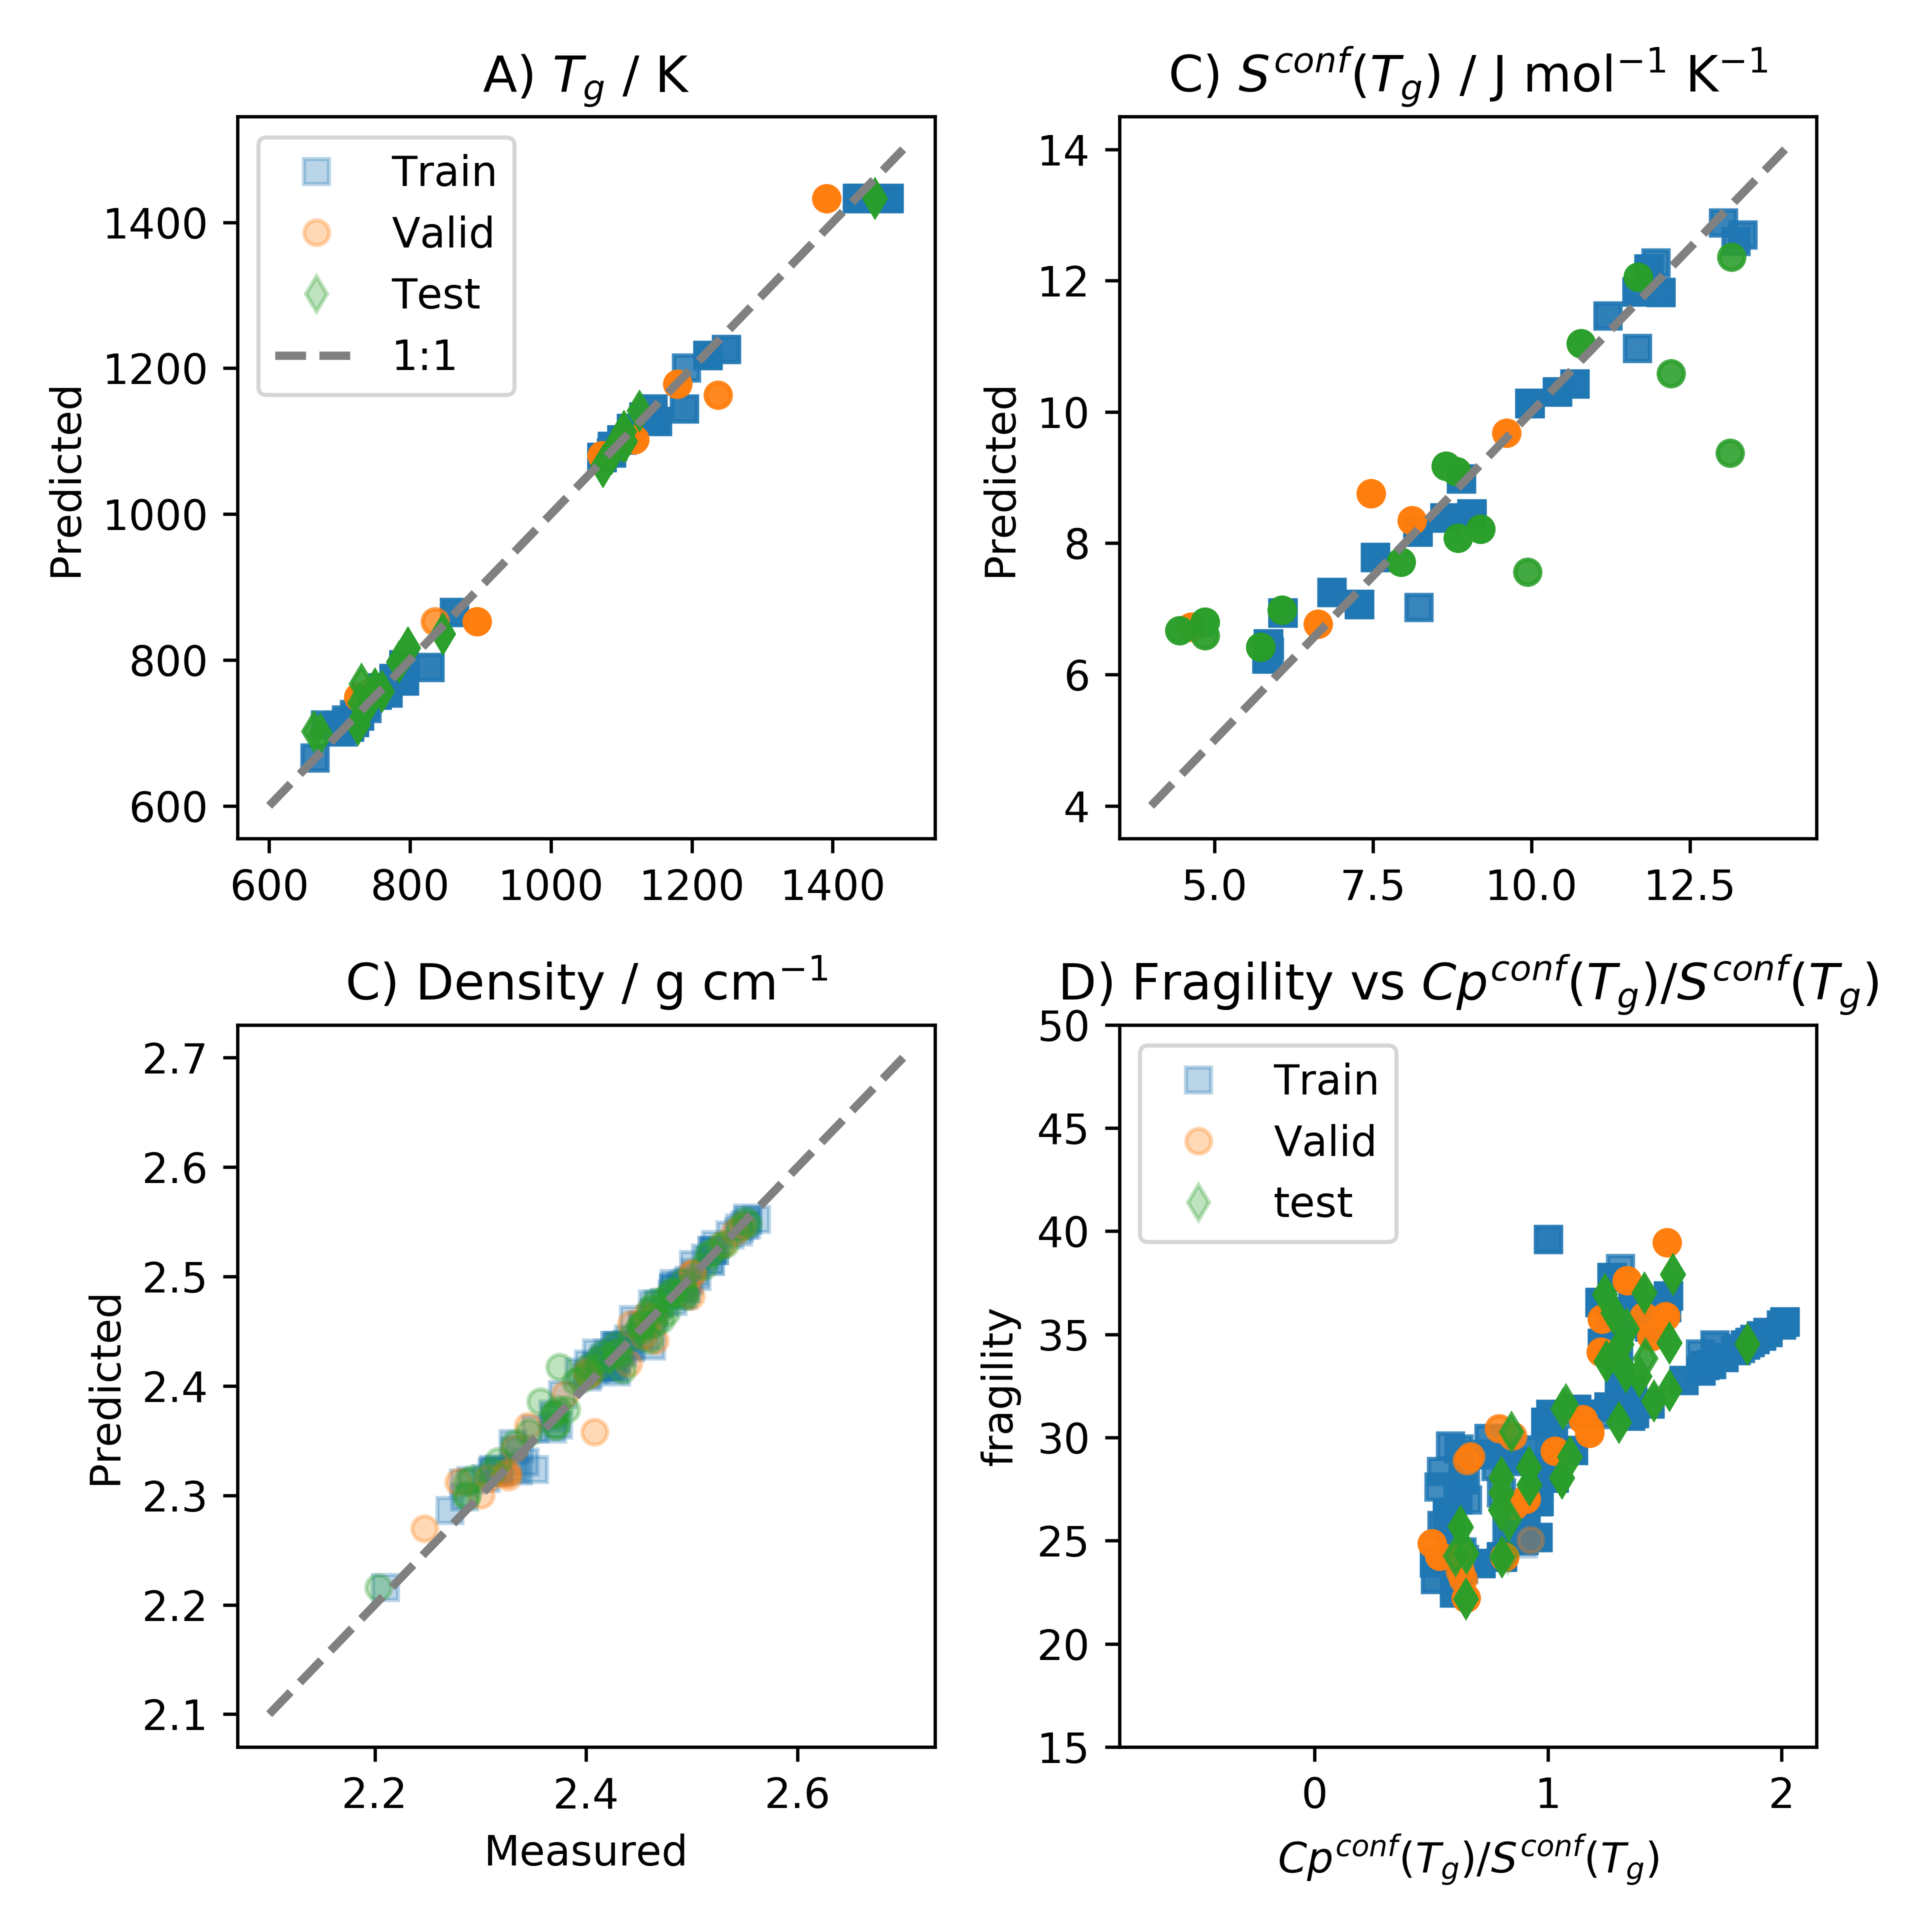 A) T_g / K
1400
1200
1000
800
600
Predicted
Train
Valid
Test
1:1
600 800 1000 1200 1400
C) S^conf(T_g) / J mol⁻¹ K⁻¹
14
12
10
8
6
4
Predicted
5.0 7.5 10.0 12.5
C) Density / g cm⁻¹
2.7
2.6
2.5
2.4
2.3
2.2
2.1
Predicted
2.2 2.4 2.6
Measured
D) Fragility vs Cp^conf(T_g)/S^conf(T_g)
50
45
40
35
30
25
20
15
fragility
Train
Valid
test
0 1 2
Cp^conf(T_g)/S^conf(T_g)